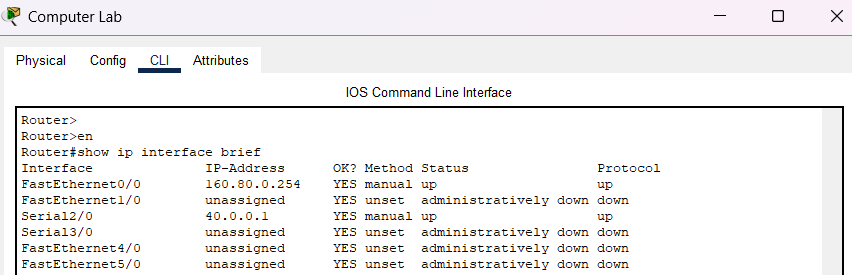 Computer Lab
Physical Config CLI Attributes
IOS Command Line Interface
Router>
Router>en
Router#show ip interface brief
Interface IP-Address OK? Method Status Protocol
FastEthernet0/0 160.80.0.254 YES manual up up
FastEthernet1/0 unassigned YES unset administratively down down
Serial2/0 40.0.0.1 YES manual up up
Serial3/0 unassigned YES unset administratively down down
FastEthernet4/0 unassigned YES unset administratively down down
FastEthernet5/0 unassigned YES unset administratively down down